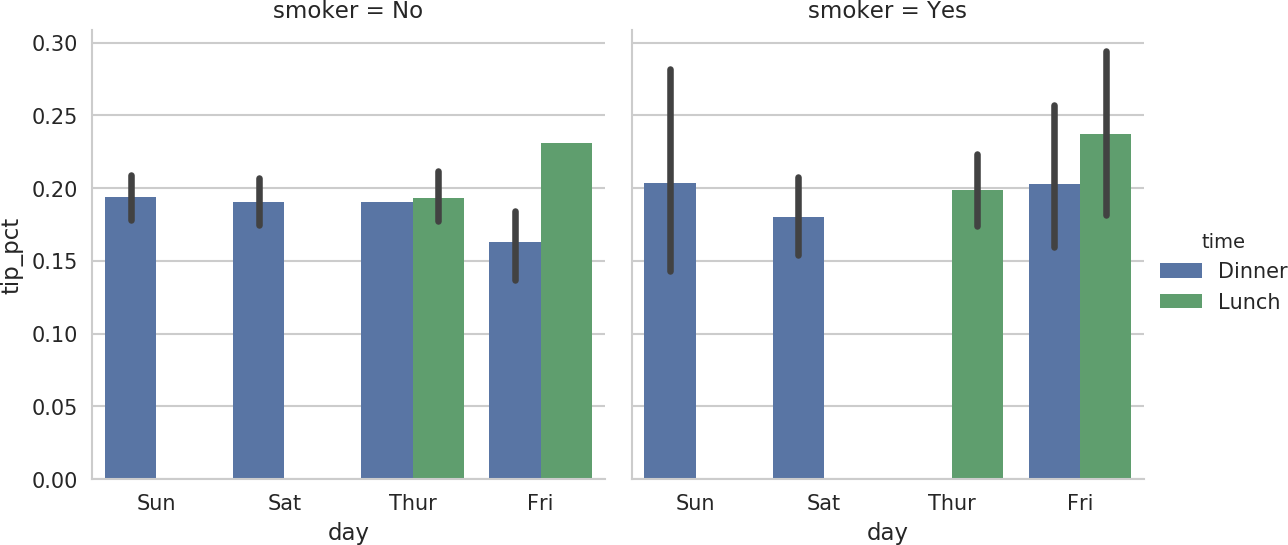 smoker = No
smoker = Yes
0.30
0.25
0.20
0.15
0.10
0.05
0.00
tip_pct
Sun Sat Thur Fri
Sun Sat Thur Fri
day
day
time
Dinner
Lunch